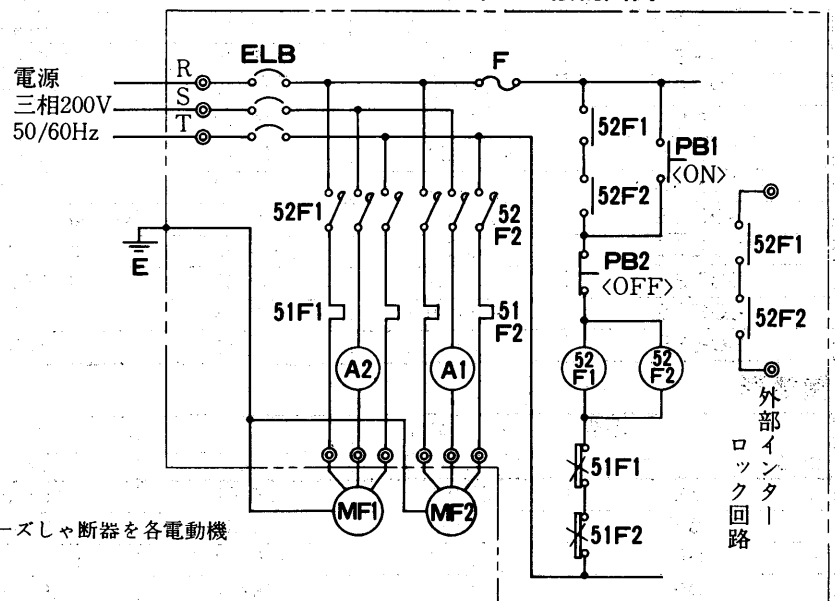 電源
三相200V
50/60Hz
R
S
T
ELB
F
52F1
52F2
PB1
<ON>
PB2
<OFF>
52F1
52F2
外部インター
ロック回路
52F1
52
F2
E
51F1
51
F2
A2
A1
52
F1
52
F2
51F1
51F2
MF1
MF2
ーズしゃ断器を各電動機